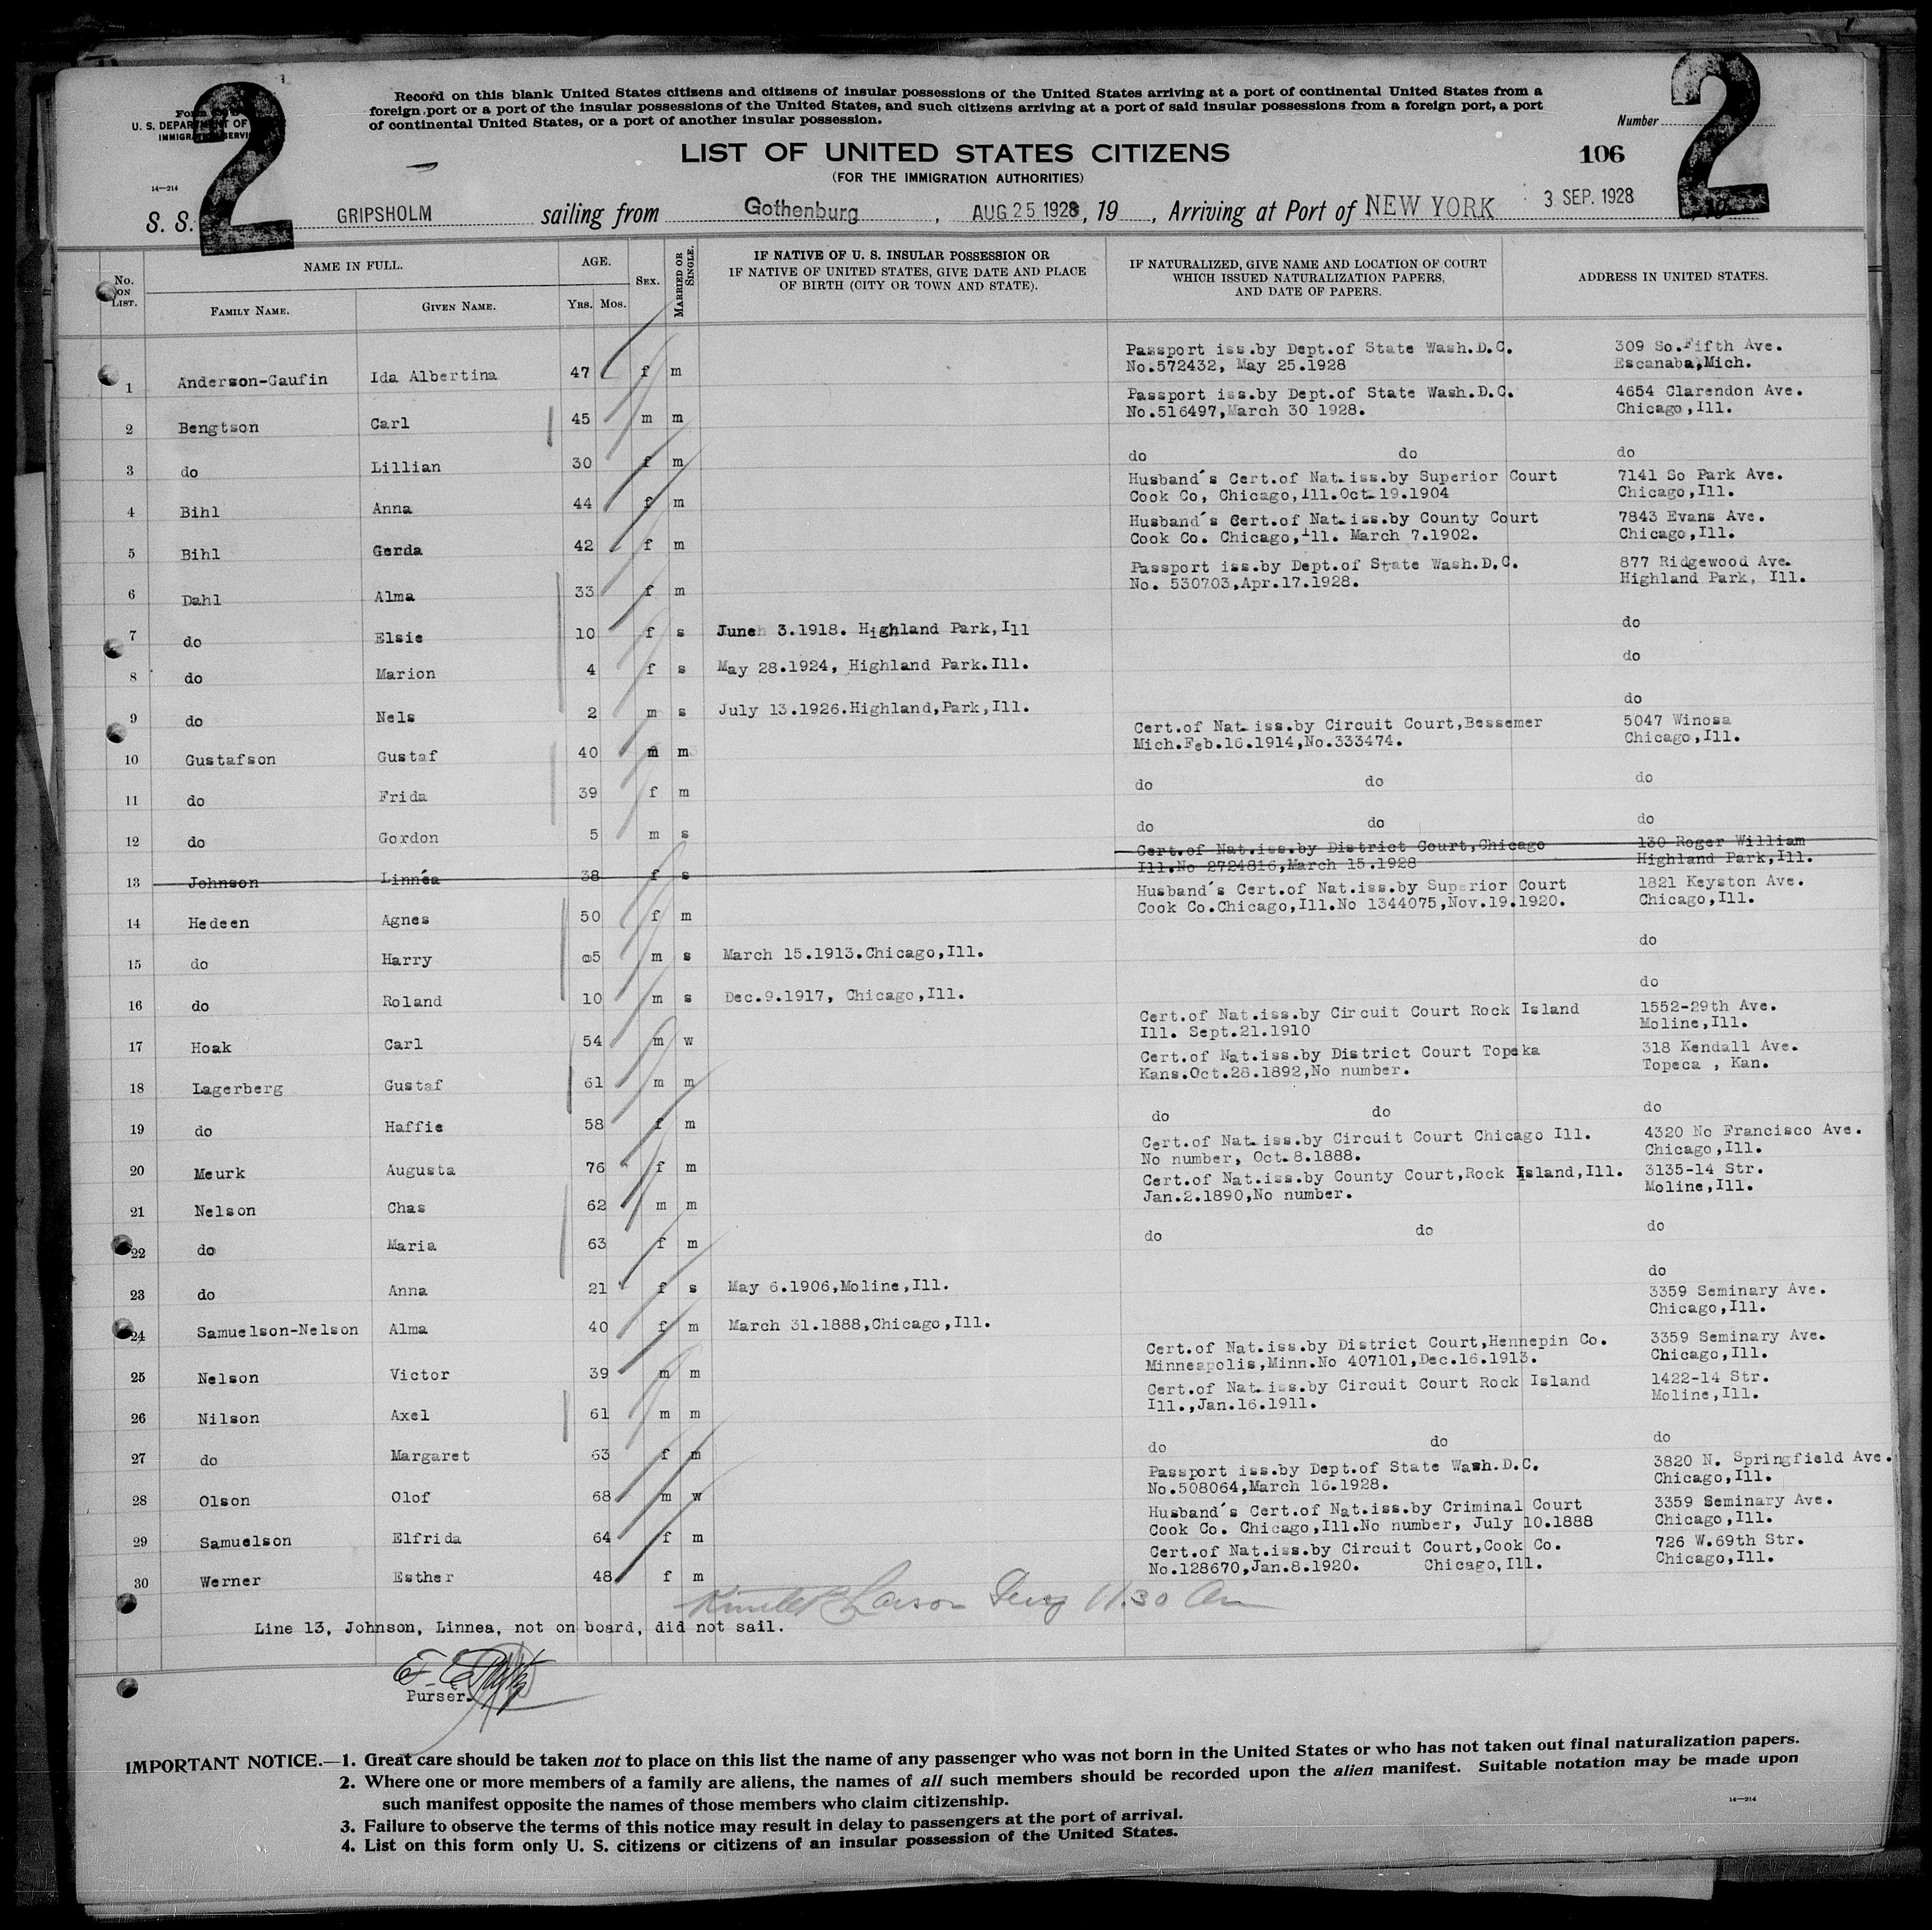 2
2
Form
U. S. DEPARTMENT OF
IMMIGRATION SERVICE
14—214
Record on this blank United States citizens and citizens of insular possessions of the United States arriving at a port of continental United States from a
foreign port or a port of the insular possessions of the United States, and such citizens arriving at a port of said insular possessions from a foreign port, a port
of continental United States, or a port of another insular possession.
Number
LIST OF UNITED STATES CITIZENS
106
(FOR THE IMMIGRATION AUTHORITIES)
S. S. GRIPSHOLM sailing from Gothenburg, AUG 25 1928, 19 , Arriving at Port of NEW YORK 3 SEP. 1928
No. ON LIST. NAME IN FULL. AGE. SEX. MARRIED OR SINGLE. IF NATIVE OF U. S. INSULAR POSSESSION OR IF NATIVE OF UNITED STATES, GIVE DATE AND PLACE OF BIRTH (CITY OR TOWN AND STATE). IF NATURALIZED, GIVE NAME AND LOCATION OF COURT WHICH ISSUED NATURALIZATION PAPERS, AND DATE OF PAPERS. ADDRESS IN UNITED STATES.
FAMILY NAME. GIVEN NAME. YRS. MOS.
1 Anderson-Gaufin Ida Albertina 47 f m Passport iss.by Dept.of State Wash.D.C. No.572432, May 25.1928 309 So.Fifth Ave. Escanaba,Mich.
2 Bengtson Carl 45 m m Passport iss.by Dept.of State Wash.D.C. No.516497,March 30 1928. 4654 Clarendon Ave. Chicago,Ill.
3 do Lillian 30 f m do do do
4 Bihl Anna 44 f m Husband´s Cert.of Nat.iss.by Superior Court Cook Co, Chicago,Ill.Oct.19.1904 7141 So Park Ave. Chicago,Ill.
5 Bihl Gerda 42 f m Husband´s Cert.of Nat.iss.by County Court Cook Co. Chicago,Ill. March 7.1902. 7843 Evans Ave. Chicago,Ill.
6 Dahl Alma 33 f m Passport iss.by Dept.of State Wash.D.C. No. 530703,Apr.17.1928. 877 Ridgewood Ave. Highland Park, Ill.
7 do Elsie 10 f s June 3.1918. Highland Park,Ill do
8 do Marion 4 f s May 28.1924, Highland Park.Ill. do
9 do Nels 2 m s July 13.1926.Highland,Park,Ill. do
10 Gustafson Gustaf 40 m m Cert.of Nat.iss.by Circuit Court,Bessemer Mich.Feb.16.1914,No.333474. 5047 Winosa Chicago,Ill.
11 do Frida 39 f m do do do
12 do Gordon 5 m s do do do
13 Johnson Linnéa 38 f s Cert.of Nat.iss.by District Court,Chicago Ill.No 2724816,March 15.1928 130 Roger William Highland Park,Ill.
14 Hedeen Agnes 50 f m Husband´s Cert.of Nat.iss.by Superior Court Cook Co.Chicago,Ill.No 1344075,Nov.19.1920. 1821 Keyston Ave. Chicago,Ill.
15 do Harry m s March 15.1913.Chicago,Ill. do
16 do Roland 10 m s Dec.9.1917, Chicago,Ill. do
17 Hoak Carl 54 m w Cert.of Nat.iss.by Circuit Court Rock Island Ill. Sept.21.1910 1552-29th Ave. Moline,Ill.
18 Lagerberg Gustaf 61 m m Cert.of Nat.iss.by District Court Topeka Kans.Oct.28.1892,No number. 318 Kendall Ave. Topeca , Kan.
19 do Haffie 58 f m do do do
20 Meurk Augusta 76 f m Cert.of Nat.iss.by Circuit Court Chicago Ill. No number, Oct.8.1888. 4320 No Francisco Ave. Chicago,Ill.
21 Nelson Chas 62 m m Cert.of Nat.iss.by County Court,Rock Island,Ill. Jan.2.1890,No number. 3135-14 Str. Moline,Ill.
22 do Maria 63 f m do do do
23 do Anna 21 f s May 6.1906,Moline,Ill. do
24 Samuelson-Nelson Alma 40 f m March 31.1888,Chicago,Ill. 3359 Seminary Ave. Chicago,Ill.
25 Nelson Victor 39 m m Cert.of Nat.iss.by District Court,Hennepin Co. Minneapolis,Minn.No 407101,Dec.16.1913. 3359 Seminary Ave. Chicago,Ill.
26 Nilson Axel 61 m m Cert.of Nat.iss.by Circuit Court Rock Island Ill.,Jan.16.1911. 1422-14 Str. Moline,Ill.
27 do Margaret 63 f m do do do
28 Olson Olof 68 m w Passport iss.by Dept.of State Wash.D.C. No.508064,March 16.1928. 3820 N. Springfield Ave. Chicago,Ill.
29 Samuelson Elfrida 64 f m Husband´s Cert.of Nat.iss.by Criminal Court Cook Co. Chicago,Ill.No number, July 10.1888 3359 Seminary Ave. Chicago,Ill.
30 Werner Esther 48 f m Cert.of Nat.iss.by Circuit Court,Cook Co. No.128670,Jan.8.1920. Chicago,Ill. 726 W.69th Str. Chicago,Ill.
Larson 11.30 Am
Line 13, Johnson, Linnea, not on board, did not sail.
Purser.
IMPORTANT NOTICE.—1. Great care should be taken not to place on this list the name of any passenger who was not born in the United States or who has not taken out final naturalization papers.
2. Where one or more members of a family are aliens, the names of all such members should be recorded upon the alien manifest. Suitable notation may be made upon
such manifest opposite the names of those members who claim citizenship.
3. Failure to observe the terms of this notice may result in delay to passengers at the port of arrival.
4. List on this form only U. S. citizens or citizens of an insular possession of the United States.
14—214